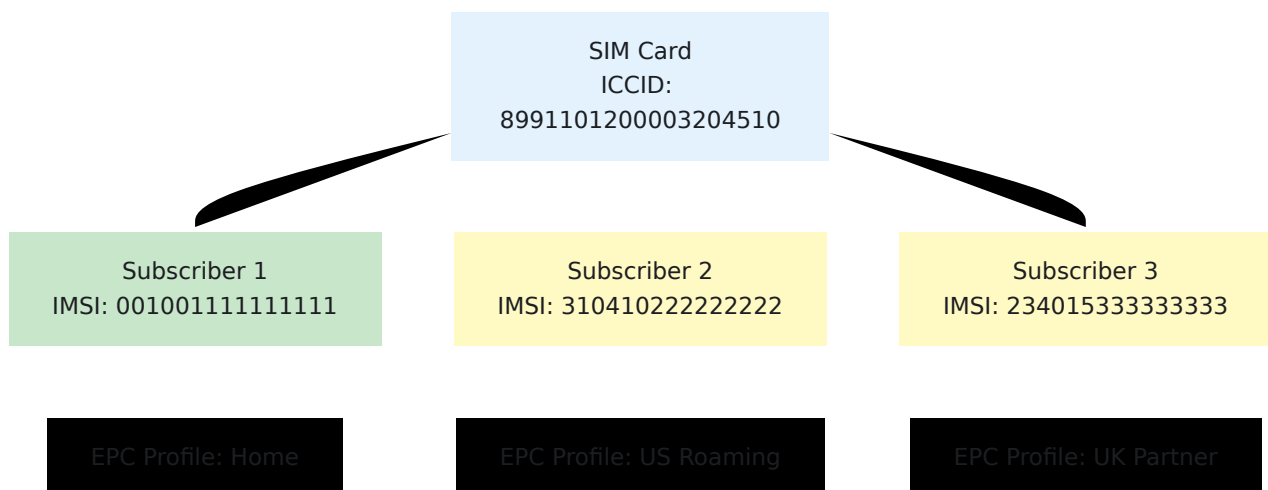 SIM Card
ICCID:
8991101200003204510
Subscriber 1
IMSI: 001001111111111
Subscriber 2
IMSI: 310410222222222
Subscriber 3
IMSI: 234015333333333
EPC Profile: Home
EPC Profile: US Roaming
EPC Profile: UK Partner